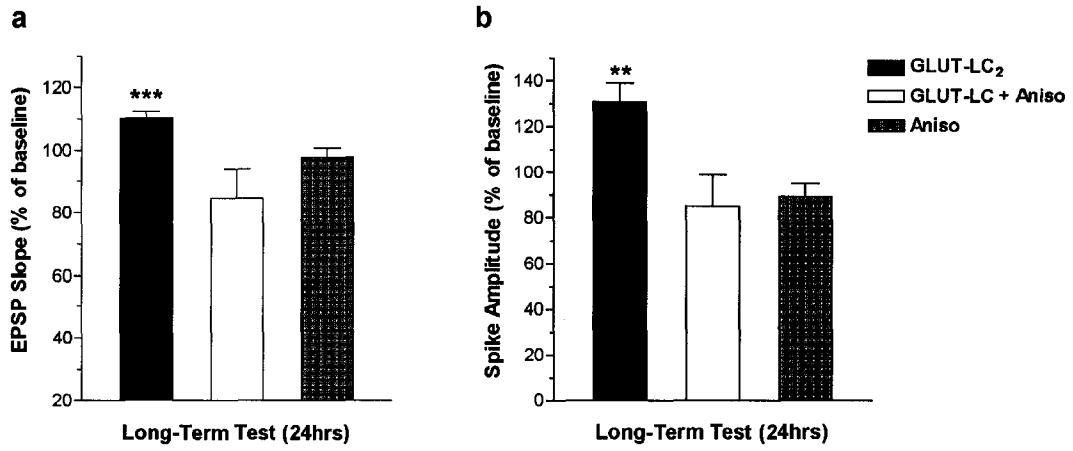 a
EPSP Slope (% of baseline)
120
100
80
60
40
20
***
Long-Term Test (24hrs)
b
Spike Amplitude (% of baseline)
140
120
100
80
60
40
20
0
**
Long-Term Test (24hrs)
GLUT-LC₂
GLUT-LC + Aniso
Aniso